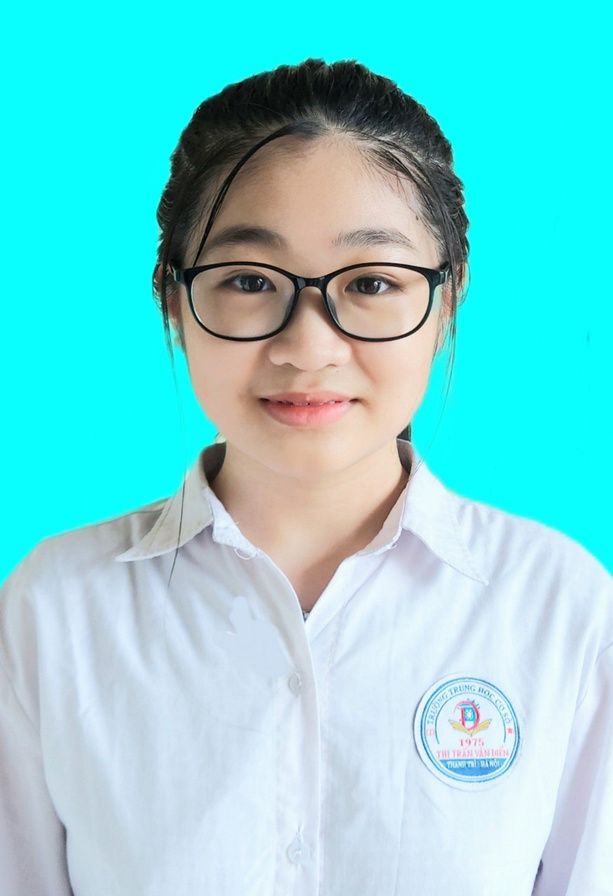 TRƯỜNG TRUNG HỌC CƠ SỞ
1975
THỊ TRẤN VĂN ĐIỂN
THANH TRÌ - HÀ NỘI